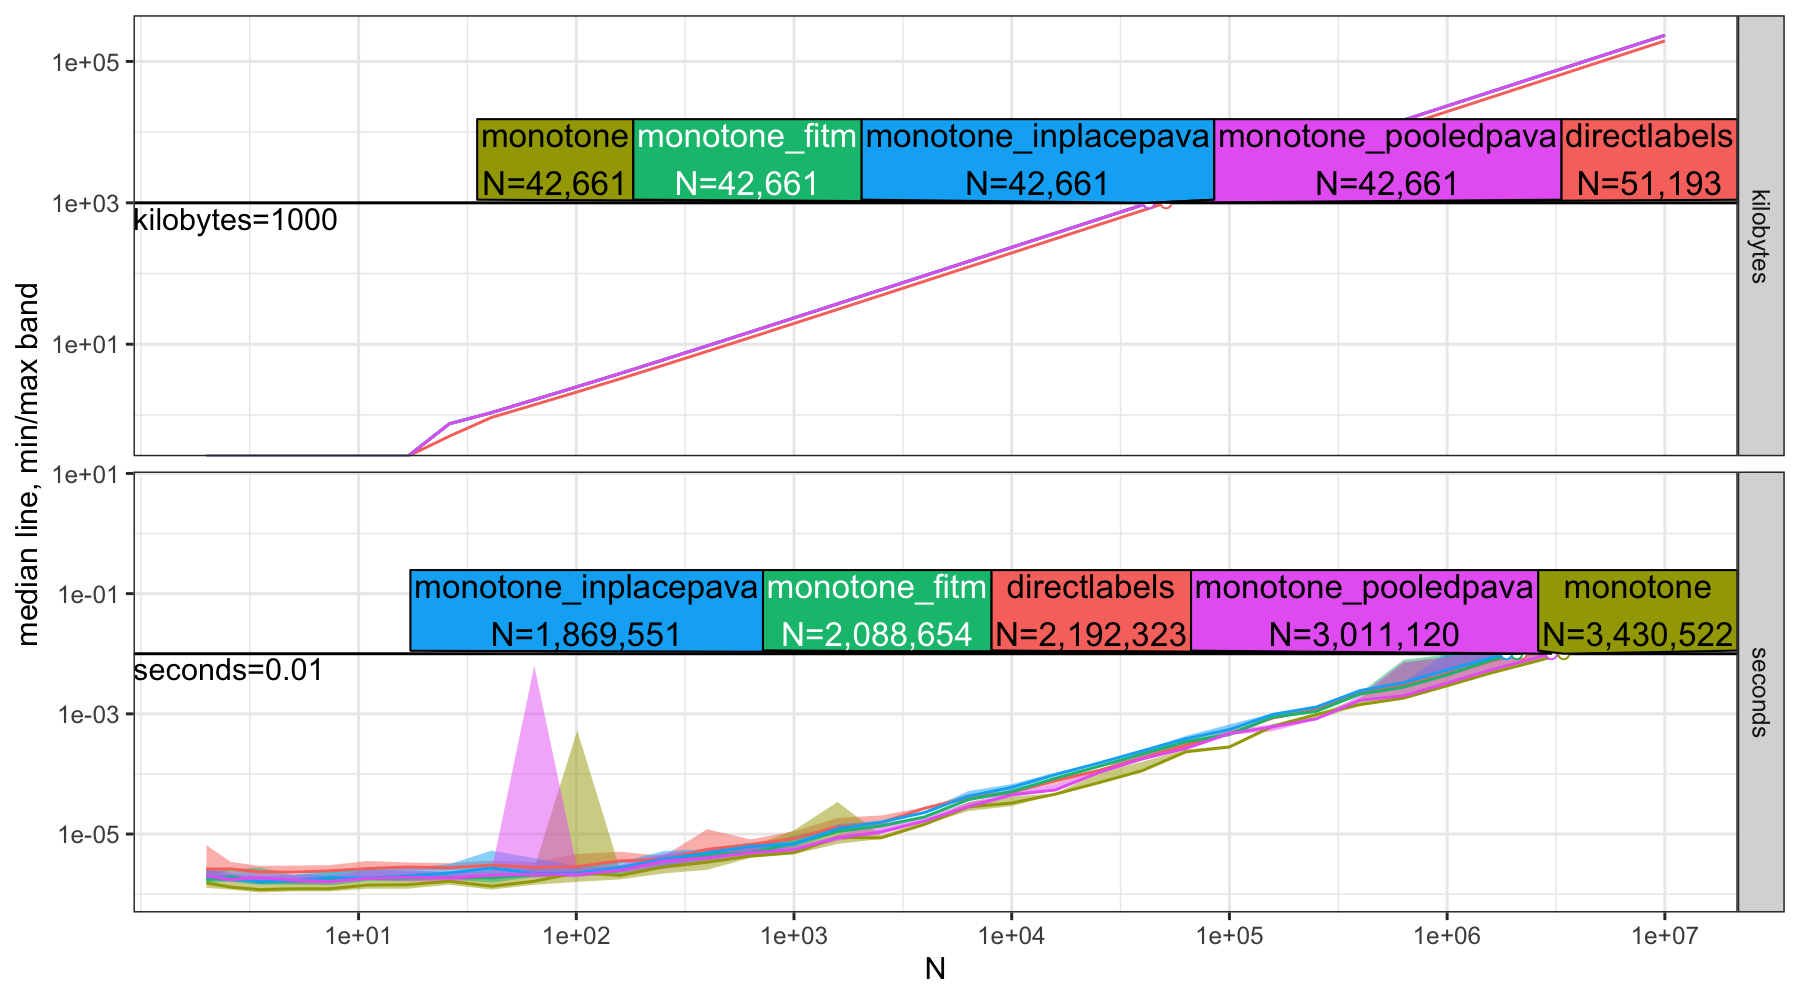 1e+05
monotone monotone_fitm monotone_inplacepava monotone_pooledpava directlabels
N=42,661 N=42,661 N=42,661 N=42,661 N=51,193
1e+03
kilobytes=1000
1e+01
kilobytes
median line, min/max band
1e+01
monotone_inplacepava monotone_fitm directlabels monotone_pooledpava monotone
1e-01
N=1,869,551 N=2,088,654 N=2,192,323 N=3,011,120 N=3,430,522
seconds=0.01
1e-03
1e-05
seconds
1e+01 1e+02 1e+03 1e+04 1e+05 1e+06 1e+07
N